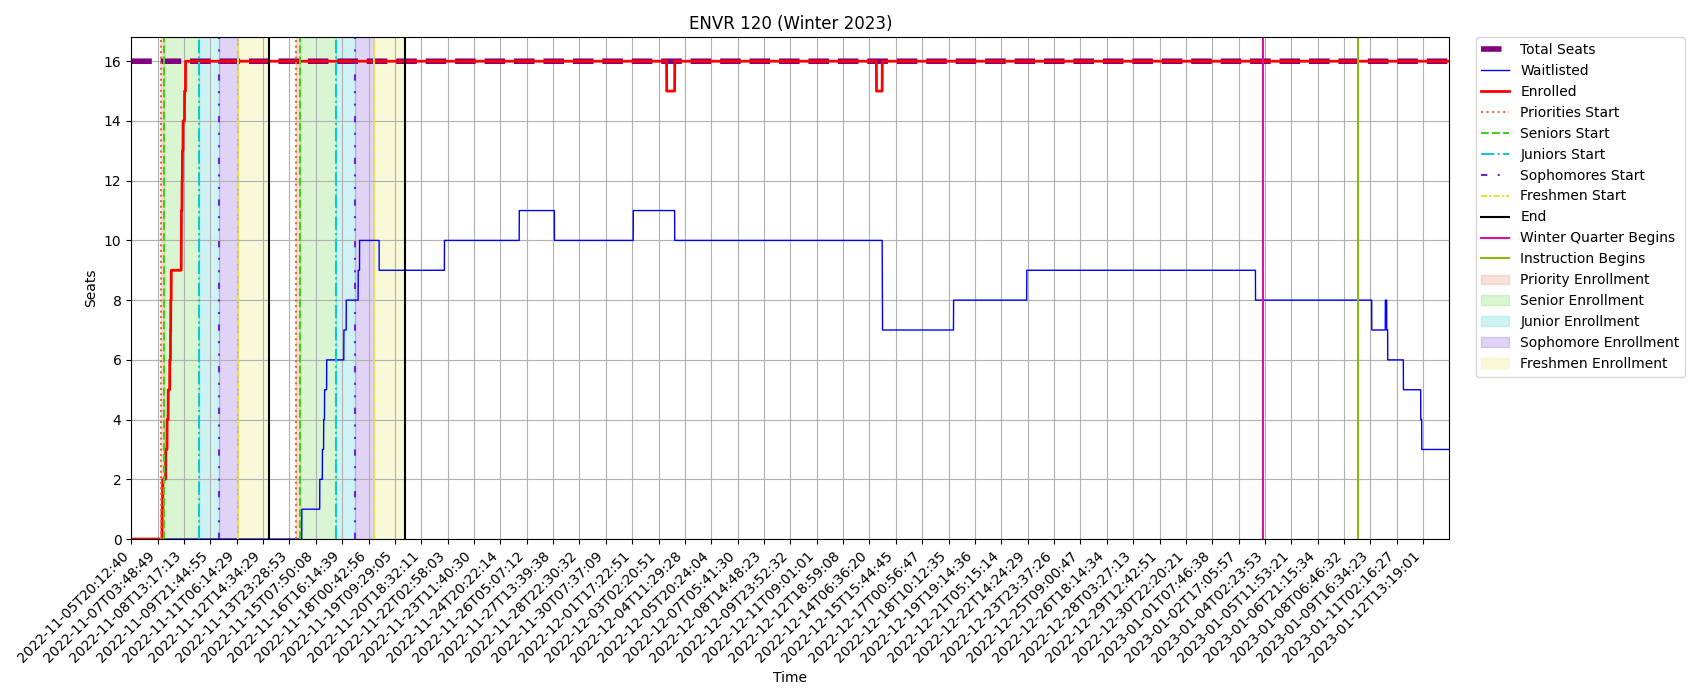 ENVR 120 (Winter 2023)
Seats
16
14
12
10
8
6
4
2
0
2022-11-05T20:12:40
2022-11-07T03:48:49
2022-11-08T13:17:13
2022-11-09T21:44:55
2022-11-11T06:14:29
2022-11-12T14:34:29
2022-11-13T23:28:53
2022-11-15T07:50:08
2022-11-16T16:14:39
2022-11-18T00:42:56
2022-11-19T09:29:05
2022-11-20T18:32:11
2022-11-22T02:58:03
2022-11-23T11:40:30
2022-11-24T20:22:14
2022-11-26T05:07:12
2022-11-27T13:39:38
2022-11-28T22:30:32
2022-11-30T07:37:09
2022-12-01T17:22:51
2022-12-03T02:20:51
2022-12-04T11:29:28
2022-12-05T20:24:04
2022-12-07T05:41:30
2022-12-08T14:48:23
2022-12-09T23:52:32
2022-12-11T09:01:01
2022-12-12T18:59:08
2022-12-14T06:36:20
2022-12-15T15:44:45
2022-12-17T00:56:47
2022-12-18T10:12:35
2022-12-19T19:14:36
2022-12-21T05:15:14
2022-12-22T14:24:29
2022-12-23T23:37:26
2022-12-25T09:00:47
2022-12-26T18:14:34
2022-12-28T03:27:13
2022-12-29T12:42:51
2022-12-30T22:20:21
2023-01-01T07:46:38
2023-01-02T17:05:57
2023-01-04T02:23:53
2023-01-05T11:53:21
2023-01-06T21:15:34
2023-01-08T06:46:32
2023-01-09T16:34:23
2023-01-11T02:16:27
2023-01-12T13:19:01
Time
Total Seats
Waitlisted
Enrolled
Priorities Start
Seniors Start
Juniors Start
Sophomores Start
Freshmen Start
End
Winter Quarter Begins
Instruction Begins
Priority Enrollment
Senior Enrollment
Junior Enrollment
Sophomore Enrollment
Freshmen Enrollment